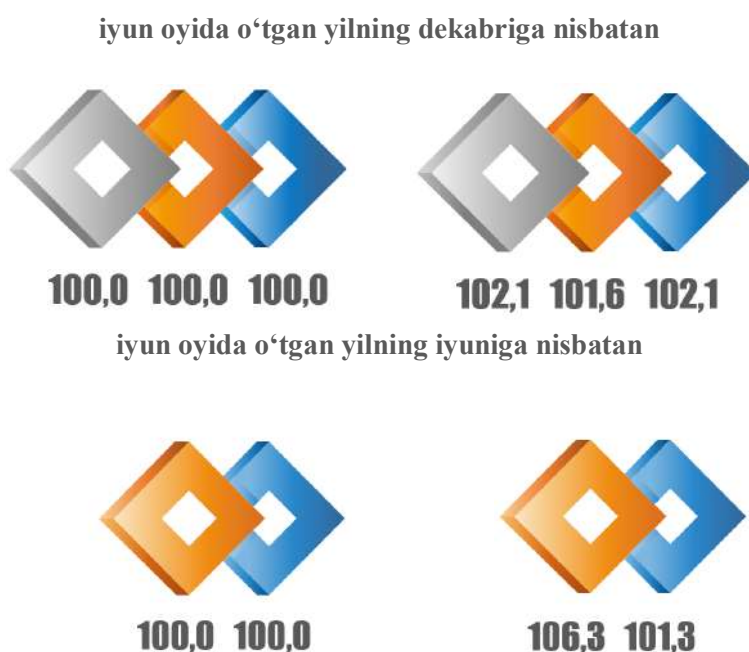 iyun oyida o‘tgan yilning dekabriga nisbatan
100,0 100,0 100,0 102,1 101,6 102,1
iyun oyida o‘tgan yilning iyuniga nisbatan
100,0 100,0 106,3 101,3